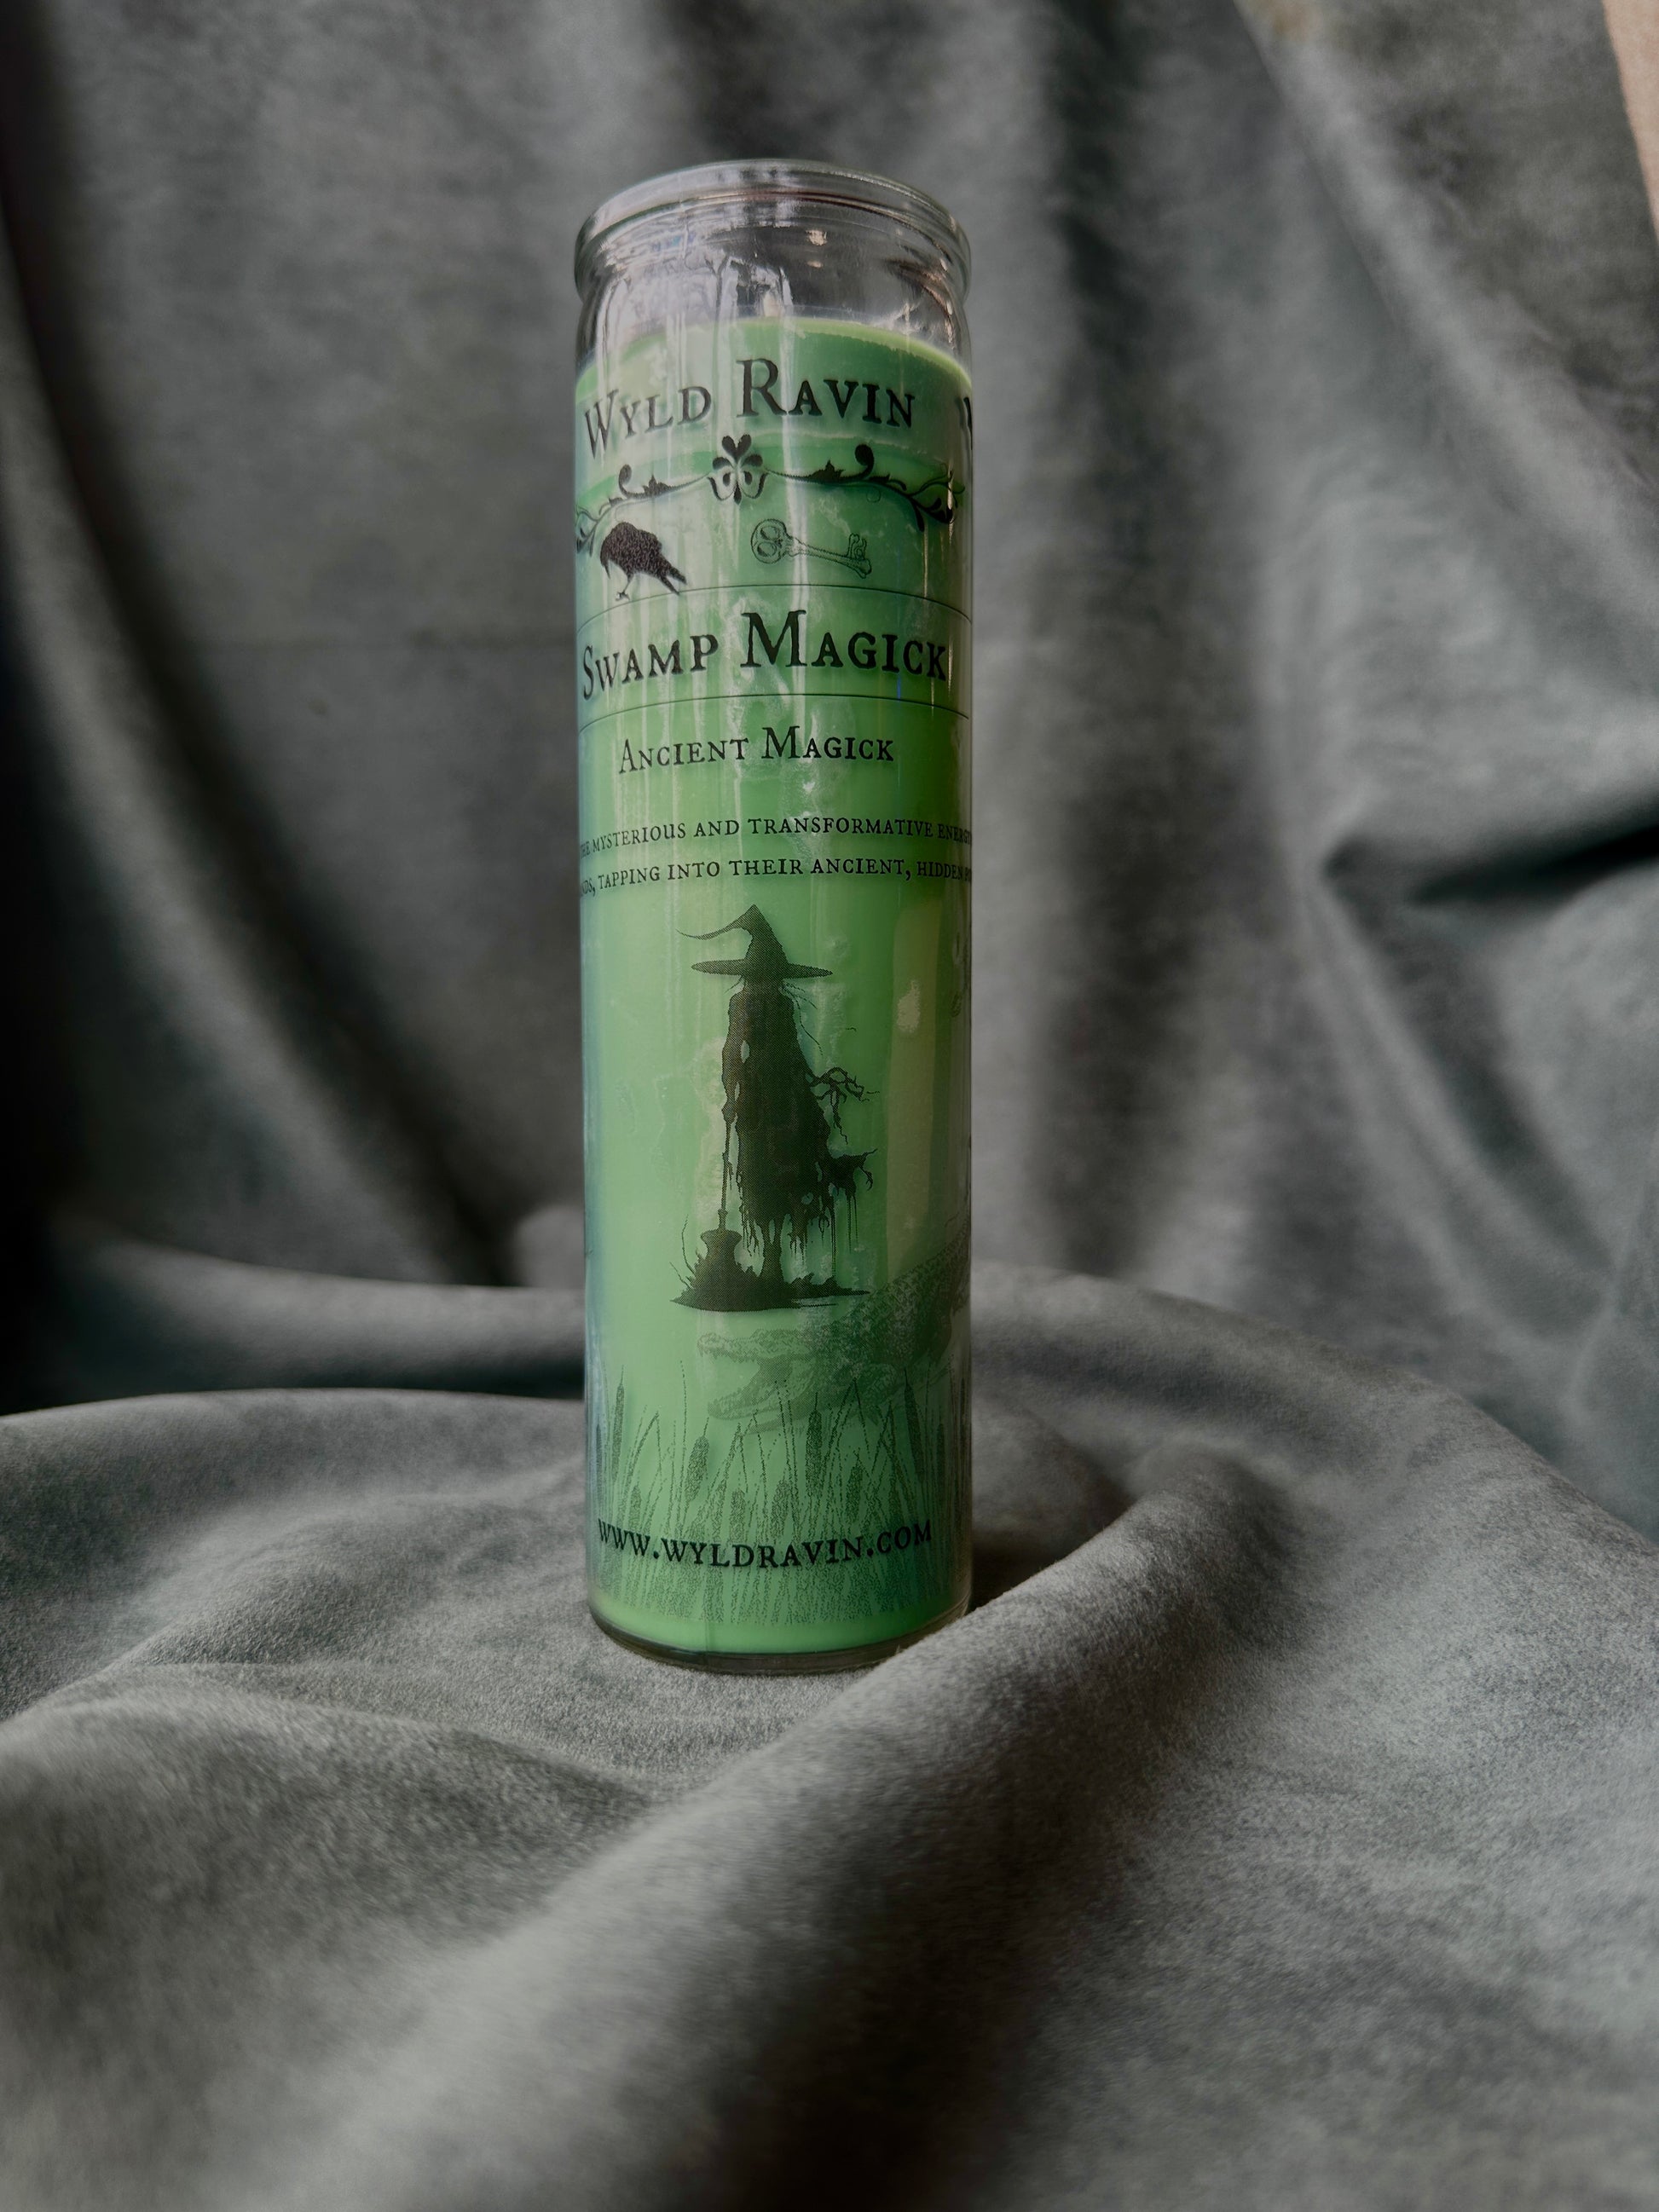 Wyld Ravin
Swamp Magick
Ancient Magick
mysterious and transformative
tapping into their ancient, hidden
www.wyldravin.com